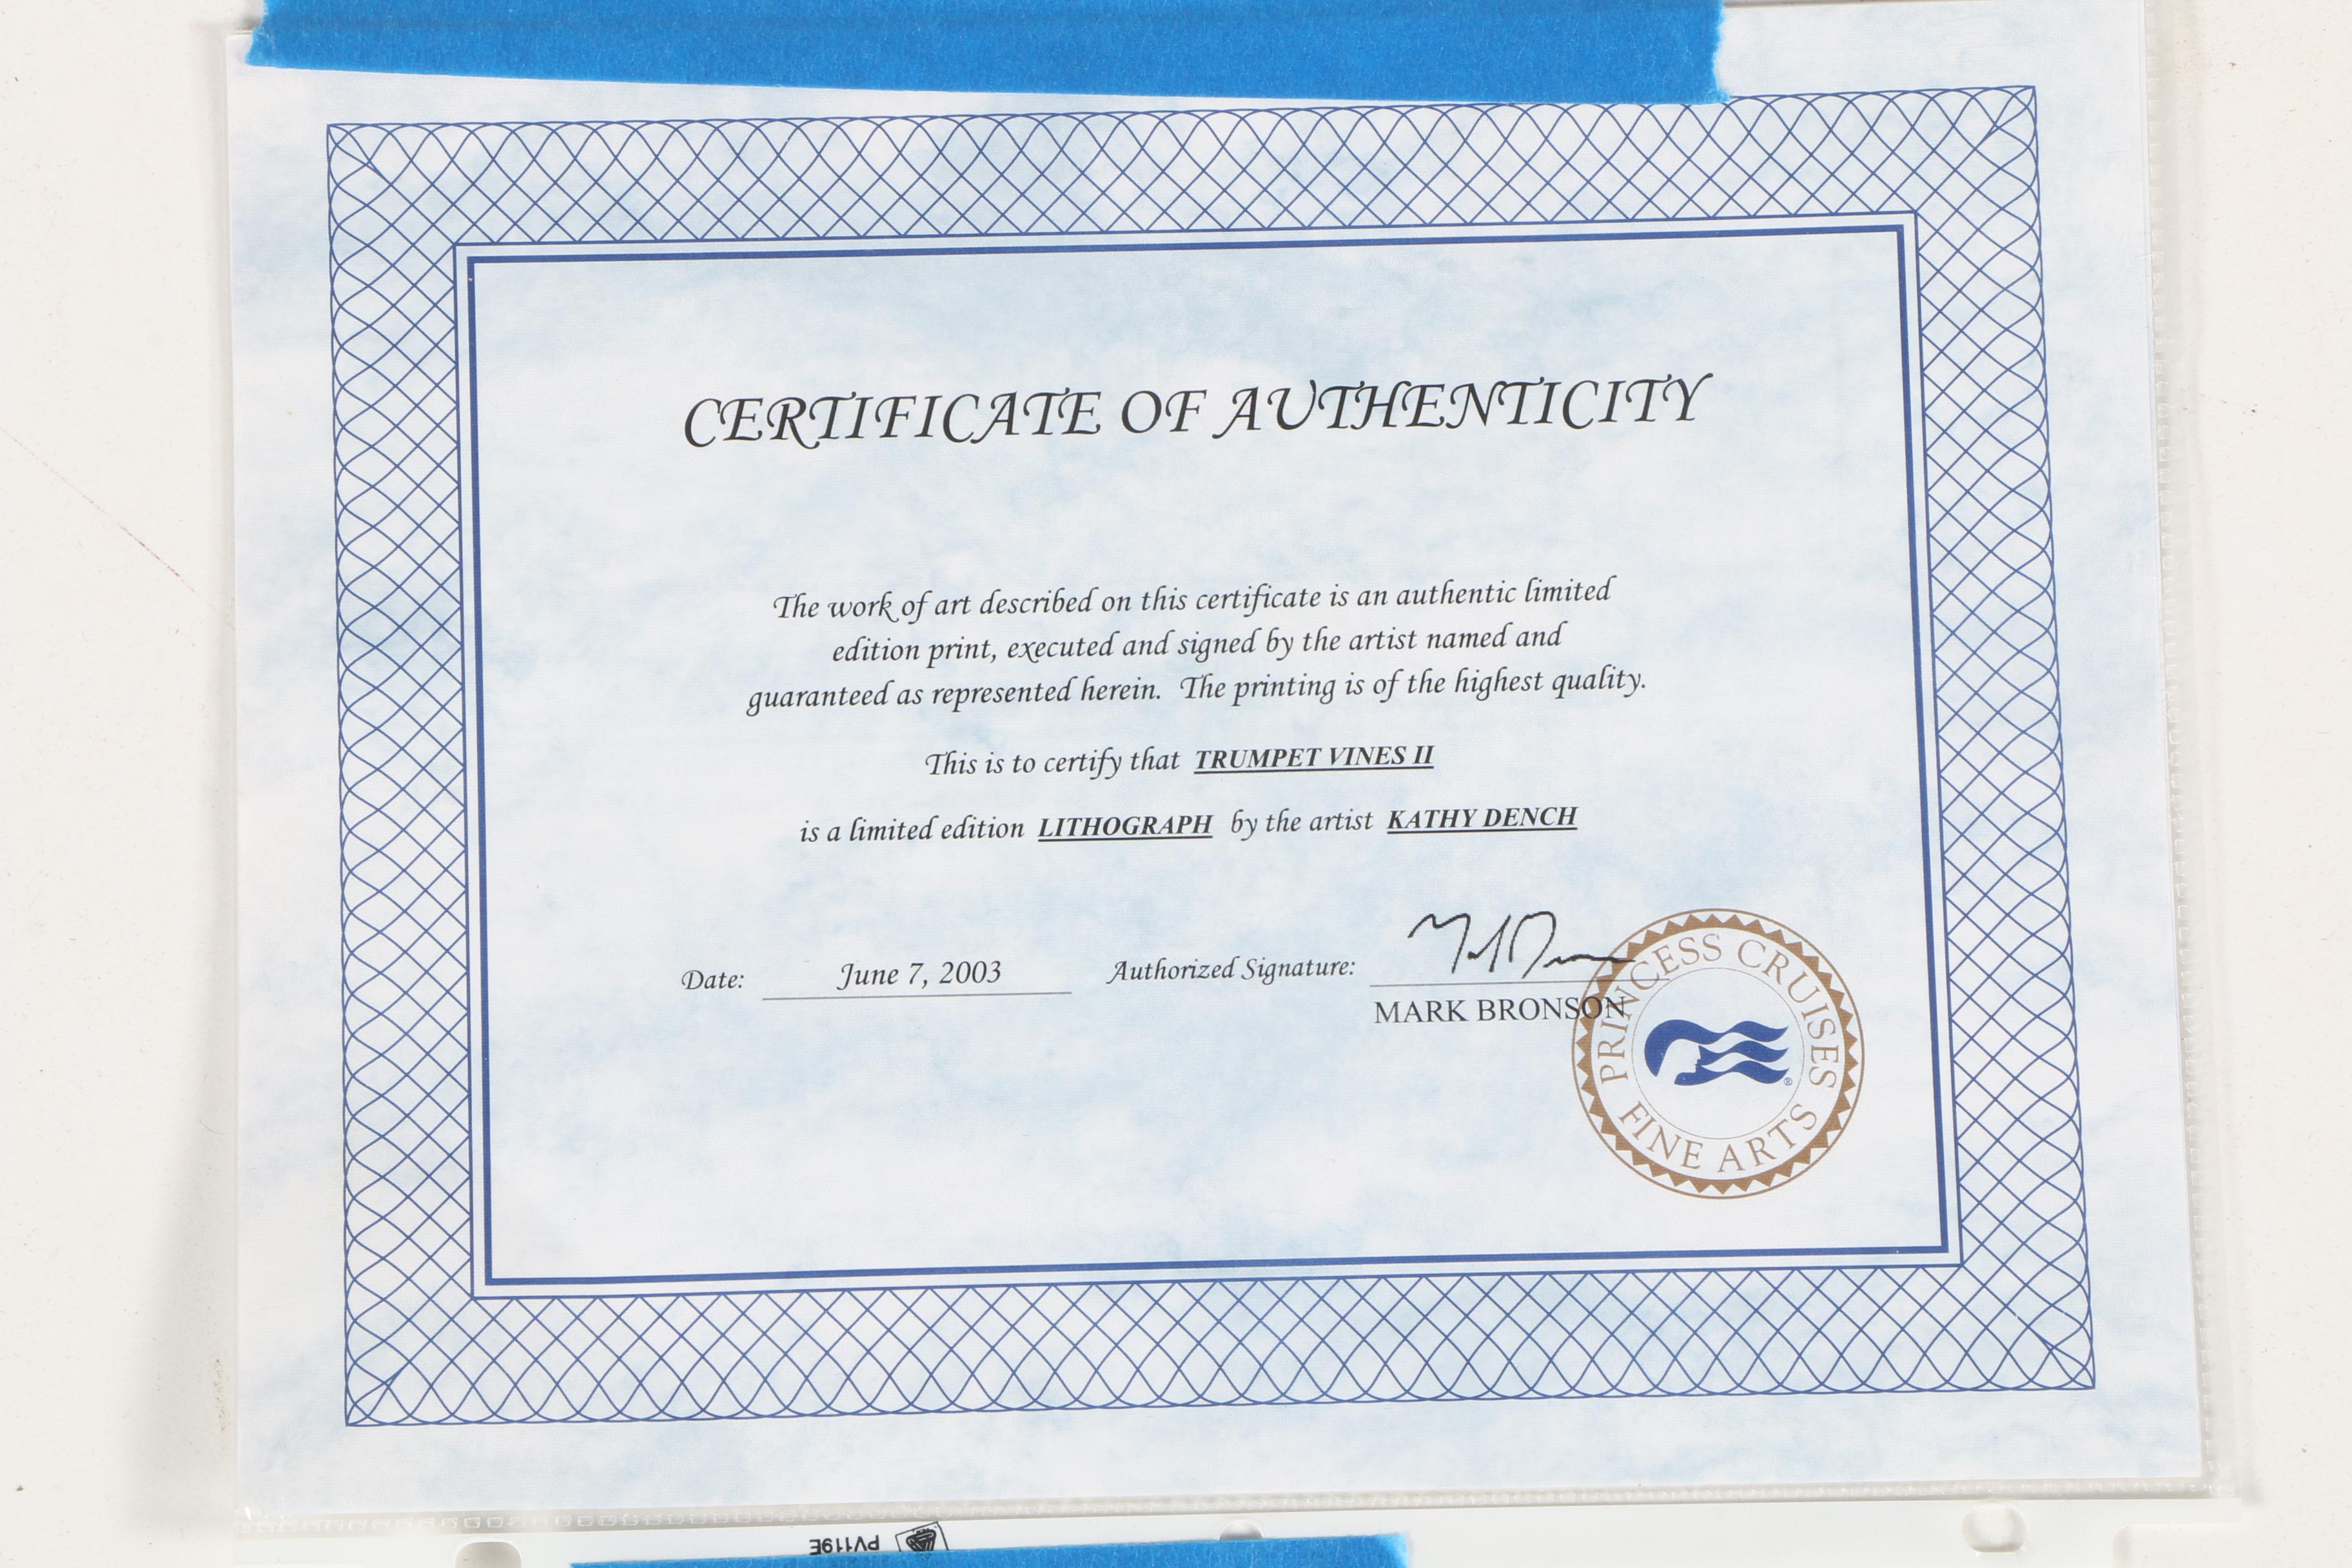 CERTIFICATE OF AUTHENTICITY
The work of art described on this certificate is an authentic limited
edition print, executed and signed by the artist named and
guaranteed as represented herein. The printing is of the highest quality.
This is to certify that TRUMPET VINES II
is a limited edition LITHOGRAPH by the artist KATHY DENCH
Date: June 7, 2003 Authorized Signature:
MARK BRONSON
PRINCESS CRUISES
®
FINE ARTS
PV119E